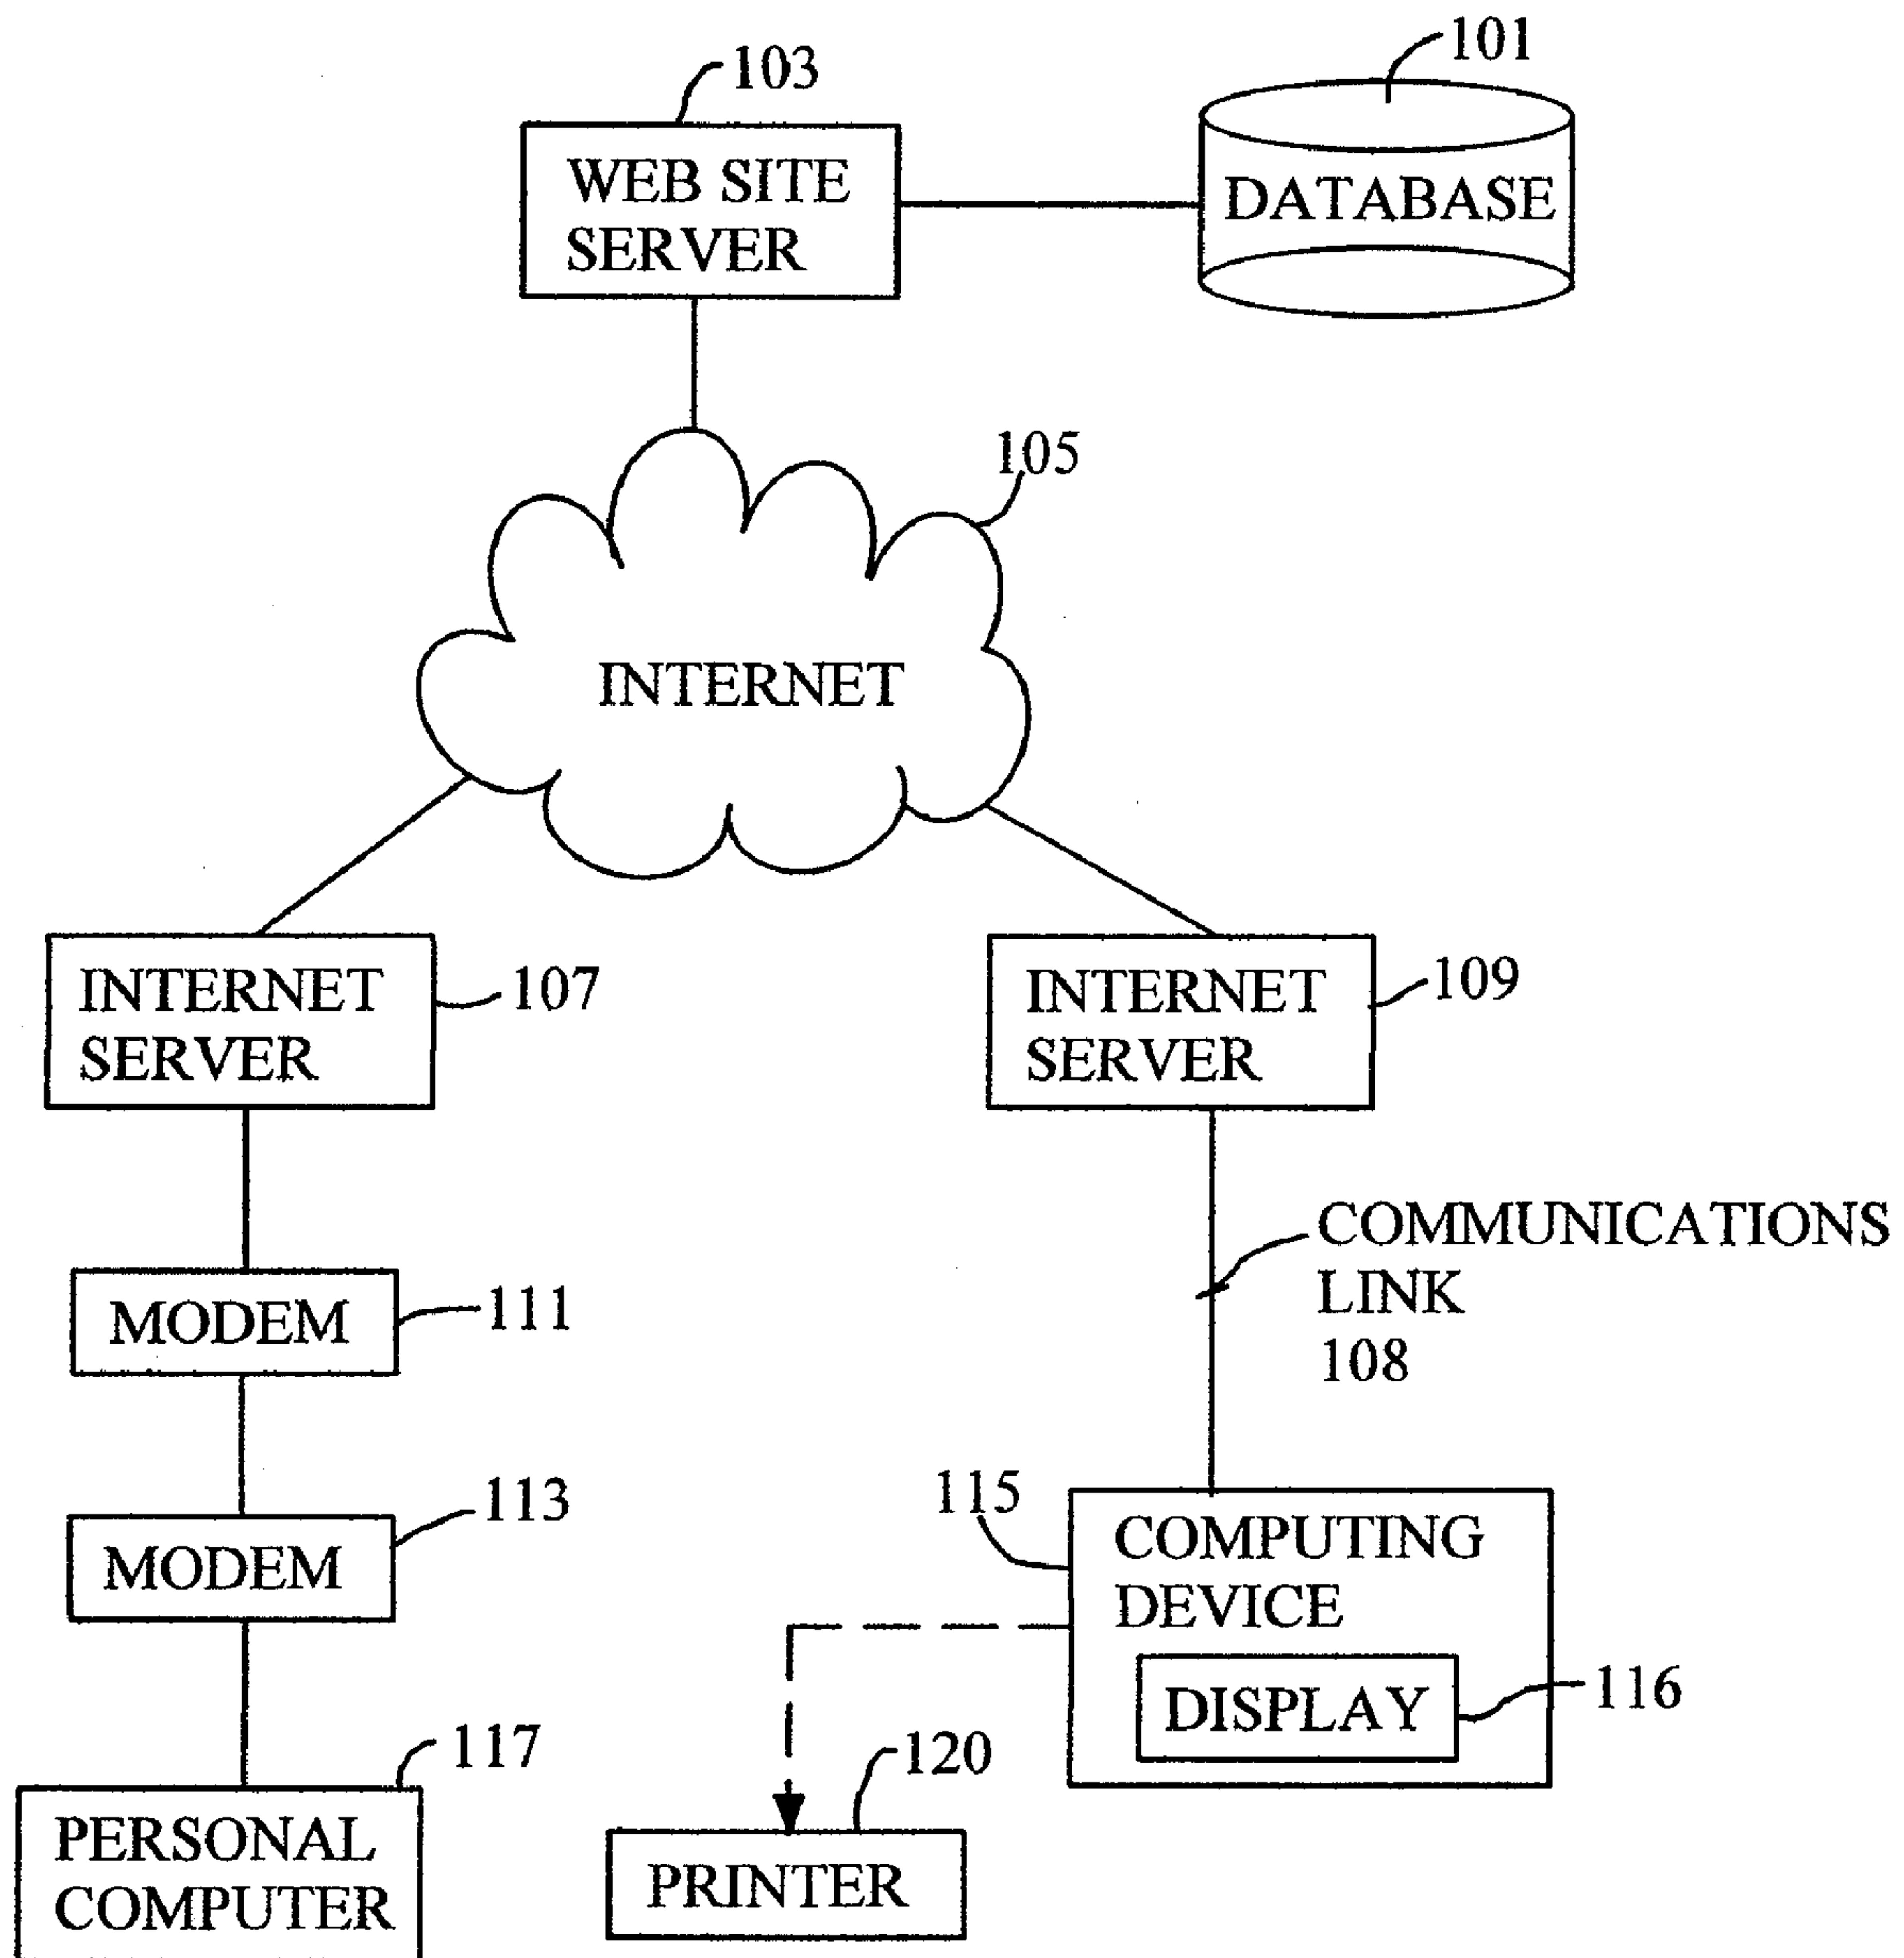 101
103
WEB SITE
SERVER
DATABASE
105
INTERNET
INTERNET
SERVER
107
INTERNET
SERVER
109
COMMUNICATIONS
LINK
108
MODEM
111
113
MODEM
115
COMPUTING
DEVICE
DISPLAY
116
117
PERSONAL
COMPUTER
120
PRINTER